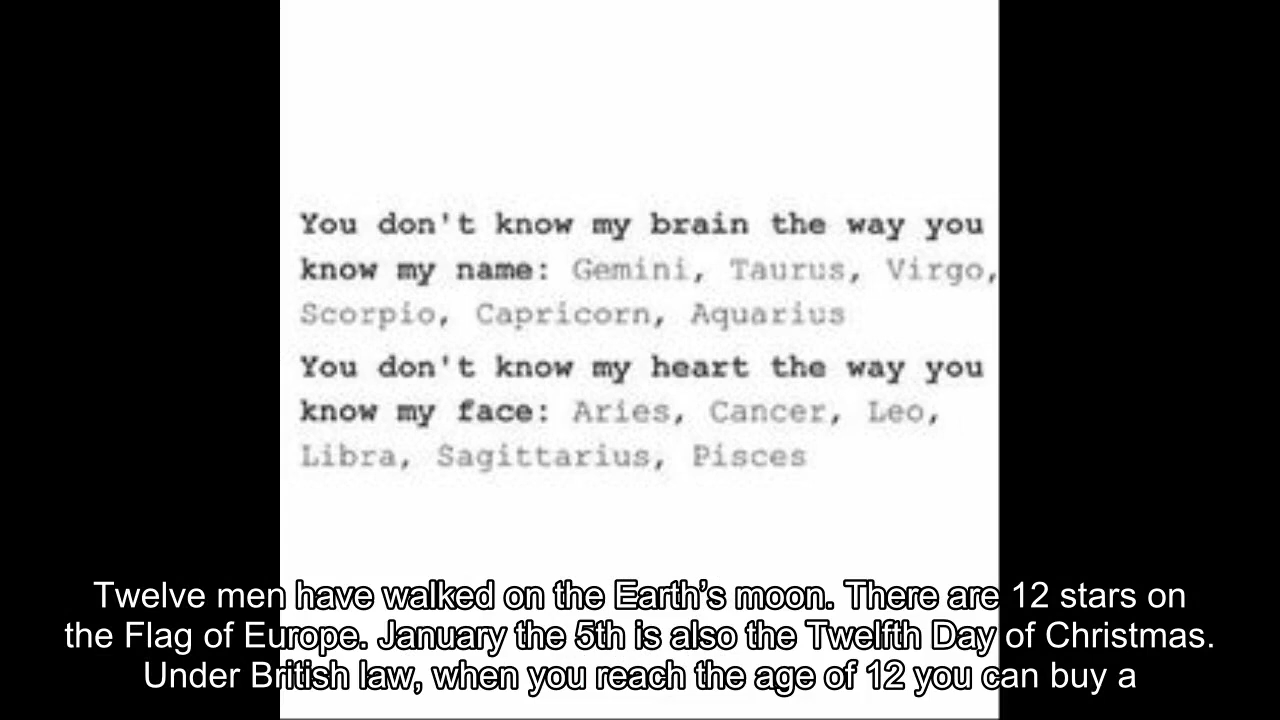 You don't know my brain the way you
know my name: Gemini, Taurus, Virgo,
Scorpio, Capricorn, Aquarius
You don't know my heart the way you
know my face: Aries, Cancer, Leo,
Libra, Sagittarius, Pisces
Twelve men have walked on the Earth’s moon. There are 12 stars on
the Flag of Europe. January the 5th is also the Twelfth Day of Christmas.
Under British law, when you reach the age of 12 you can buy a